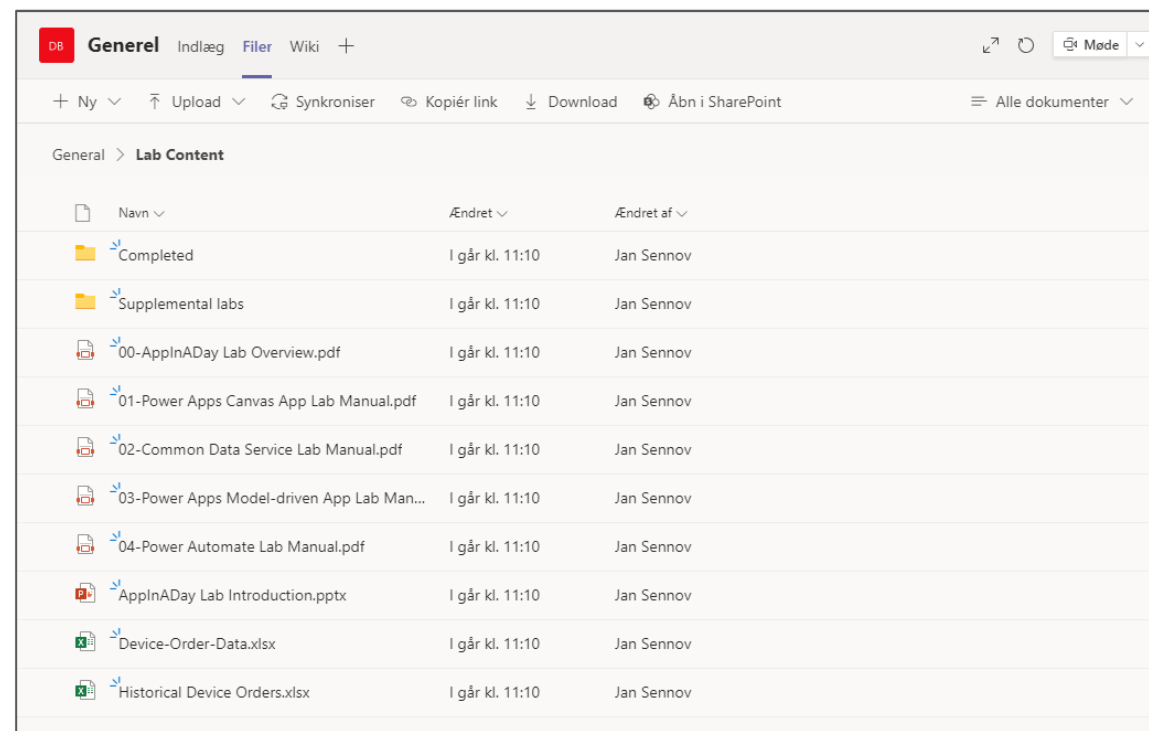 DB Generel Indlæg Filer Wiki Møde
Ny Upload Synkroniser Kopiér link Download Åbn i SharePoint Alle dokumenter
General > Lab Content
Navn Ændret Ændret af
Completed I går kl. 11:10 Jan Sennov
Supplemental labs I går kl. 11:10 Jan Sennov
00-AppInADay Lab Overview.pdf I går kl. 11:10 Jan Sennov
01-Power Apps Canvas App Lab Manual.pdf I går kl. 11:10 Jan Sennov
02-Common Data Service Lab Manual.pdf I går kl. 11:10 Jan Sennov
03-Power Apps Model-driven App Lab Man... I går kl. 11:10 Jan Sennov
04-Power Automate Lab Manual.pdf I går kl. 11:10 Jan Sennov
AppInADay Lab Introduction.pptx I går kl. 11:10 Jan Sennov
Device-Order-Data.xlsx I går kl. 11:10 Jan Sennov
Historical Device Orders.xlsx I går kl. 11:10 Jan Sennov